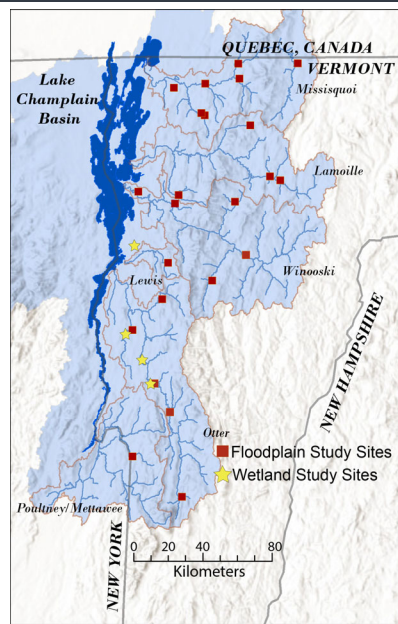 QUEBEC, CANADA
VERMONT
Lake
Champlain
Basin
Missisquoi
Lamoille
Winooski
Lewis
NEW HAMPSHIRE
Otter
Floodplain Study Sites
Wetland Study Sites
Poultney/Mettawee
NEW YORK
0 20 40 80
Kilometers